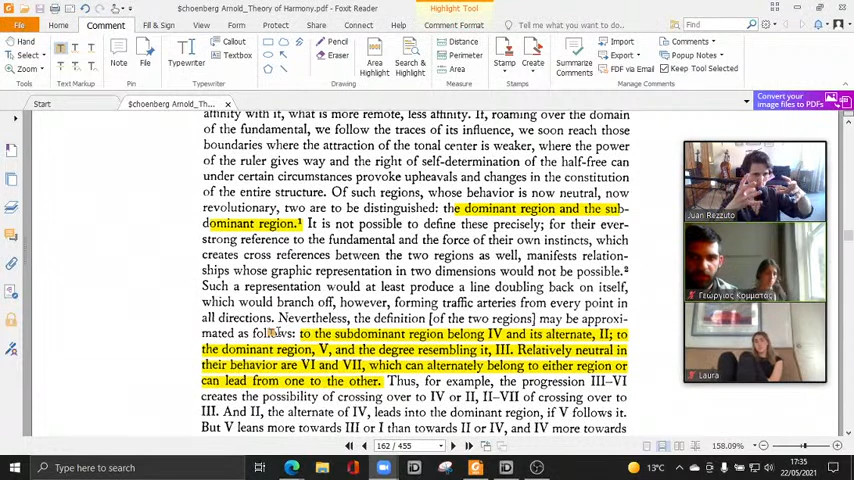 $choenberg Arnold_Theory of Harmony.pdf - Foxit Reader
Highlight Tool
File
Home
Comment
Fill & Sign
View
Protect
Share
Connect
Help
Comment Format
Tell me what you want to do...
Hand
Select
Zoom
Text Markup
Note
File
Pin
Typewriter
Callout
Textbox
Typewriter
Pencil
Eraser
Drawing
Area
Highlight
Search &
Highlight
Distance
Perimeter
Area
Measure
Stamp
Create
Stamps
Summarize
Comments
Import
Export
FDF via Email
Manage Comments
Comments
Popup Notes
Keep Tool Selected
Start
$choenberg Arnold_Th...
Convert your
image files to PDFs
affinity with it, what is more remote, less affinity. If, roaming over the domain
of the fundamental, we follow the traces of its influence, we soon reach those
boundaries where the attraction of the tonal center is weaker, where the power
of the ruler gives way and the right of self-determination of the half-free can
under certain circumstances provoke upheavals and changes in the constitution
of the entire structure. Of such regions, whose behavior is now neutral, now
revolutionary, two are to be distinguished: the dominant region and the sub-
dominant region.¹ It is not possible to define these precisely; for their ever-
strong reference to the fundamental and the force of their own instincts, which
creates cross references between the two regions as well, manifests relation-
ships whose graphic representation in two dimensions would not be possible.²
Such a representation would at least produce a line doubling back on itself,
which would branch off, however, forming traffic arteries from every point in
all directions. Nevertheless, the definition [of the two regions] may be approxi-
mated as follows: to the subdominant region belong IV and its alternate, II; to
the dominant region, V, and the degree resembling it, III. Relatively neutral in
their behavior are VI and VII, which can alternately belong to either region or
can lead from one to the other. Thus, for example, the progression III-VI
creates the possibility of crossing over to IV or II, II-VII of crossing over to
III. And II, the alternate of IV, leads into the dominant region, if V follows it.
But V leans more towards III or I than towards II or IV, and IV more towards
Juan Rezzuto
Γεώργιος Κομματας
Laura
162 / 455
158.09%
Type here to search
13°C
17:35
22/05/2021